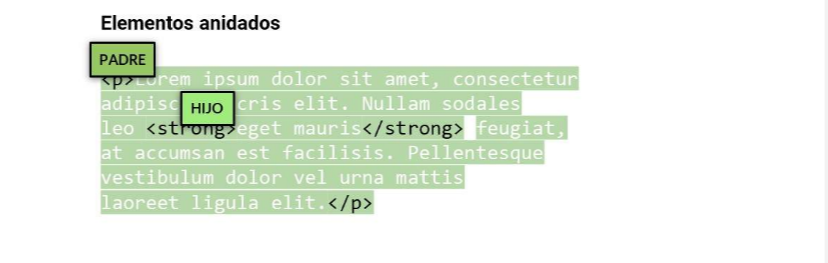 Elementos anidados
PADRE
<p>Lorem ipsum dolor sit amet, consectetur
HIJO
adipisc cris elit. Nullam sodales
leo <strong>eget mauris</strong> feugiat,
at accumsan est facilisis. Pellentesque
vestibulum dolor vel urna mattis
laoreet ligula elit.</p>